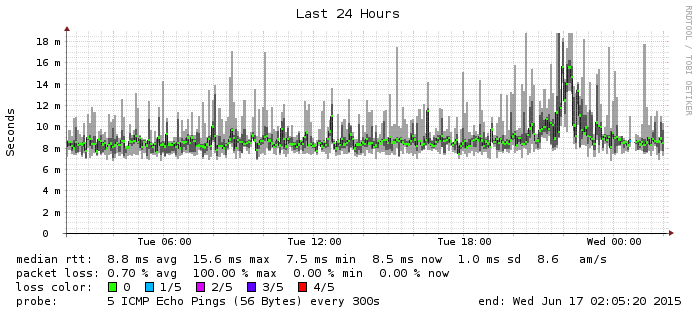 Last 24 Hours
RRDTOOL / TOBI OETIKER
Seconds
18 m
16 m
14 m
12 m
10 m
8 m
6 m
4 m
2 m
0
Tue 06:00 Tue 12:00 Tue 18:00 Wed 00:00
median rtt: 8.8 ms avg 15.6 ms max 7.5 ms min 8.5 ms now 1.0 ms sd 8.6 am/s
packet loss: 0.70 % avg 100.00 % max 0.00 % min 0.00 % now
loss color: 0 1/5 2/5 3/5 4/5
probe: 5 ICMP Echo Pings (56 Bytes) every 300s end: Wed Jun 17 02:05:20 2015